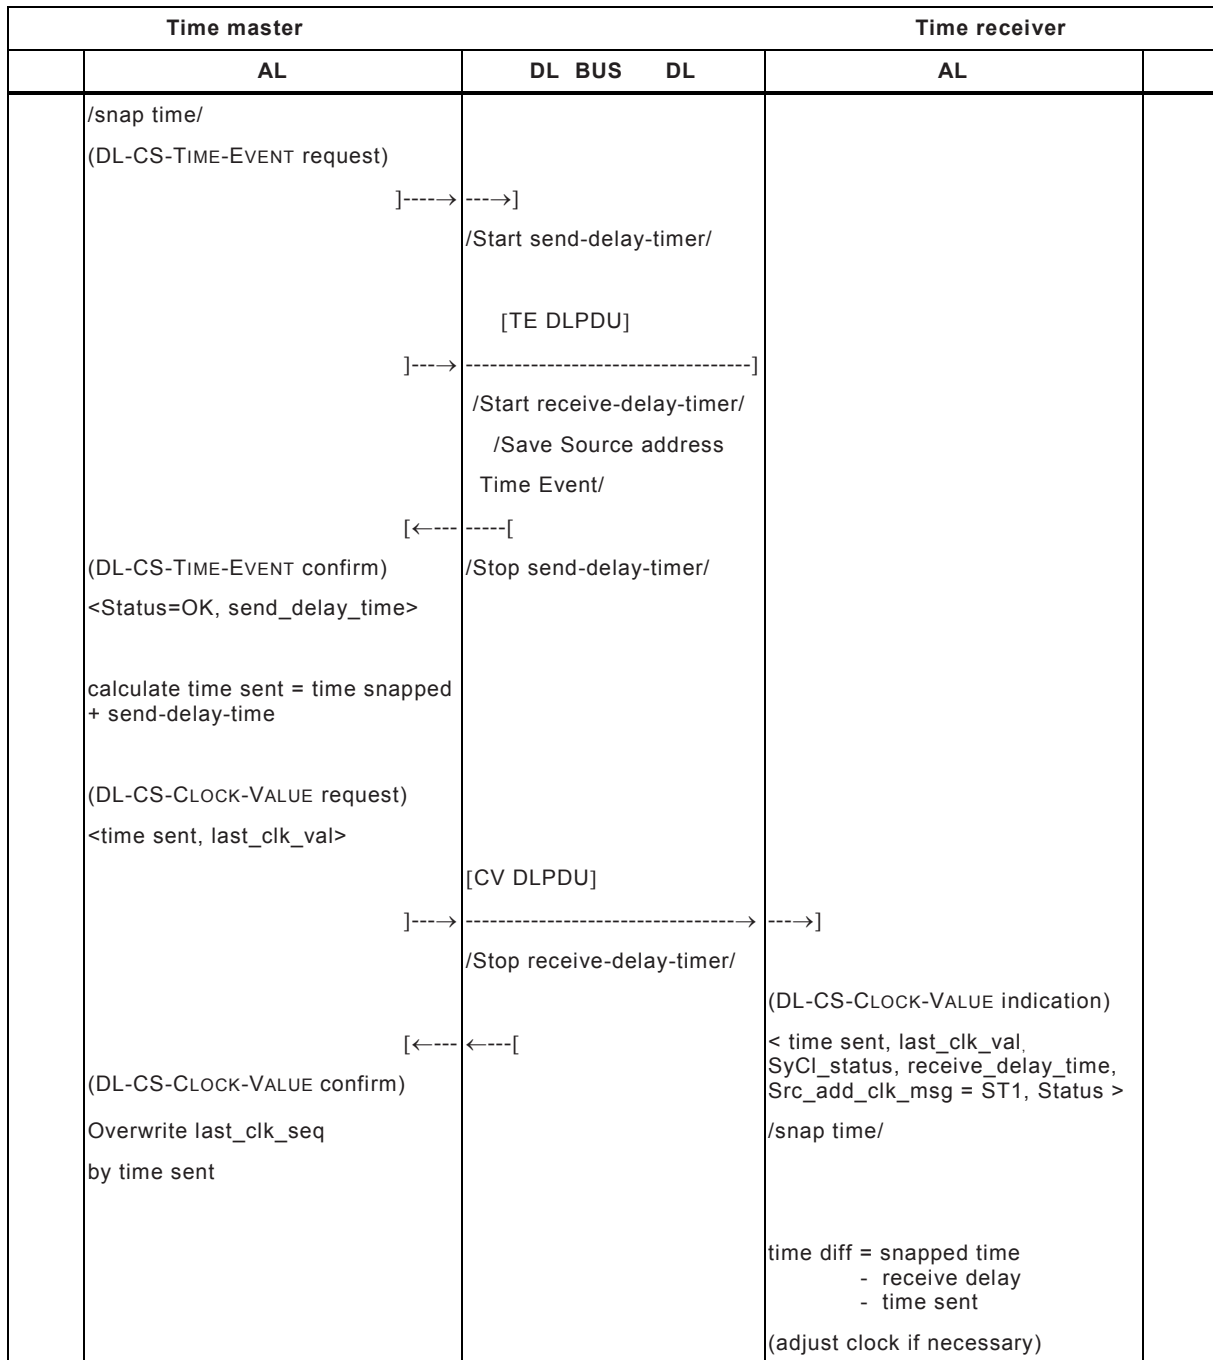 Time master Time receiver
AL DL BUS DL AL
/snap time/
(DL-CS-TIME-EVENT request)
]----→ ---→]
/Start send-delay-timer/
[TE DLPDU]
]---→ -----------------------------------]
/Start receive-delay-timer/
/Save Source address
Time Event/
[←--- -----[
(DL-CS-TIME-EVENT confirm) /Stop send-delay-timer/
<Status=OK, send_delay_time>
calculate time sent = time snapped
+ send-delay-time
(DL-CS-CLOCK-VALUE request)
<time sent, last_clk_val>
[CV DLPDU]
]---→ ---------------------------------→ ---→]
/Stop receive-delay-timer/
(DL-CS-CLOCK-VALUE indication)
[←--- ←---[ < time sent, last_clk_val,
SyCl_status, receive_delay_time,
(DL-CS-CLOCK-VALUE confirm) Src_add_clk_msg = ST1, Status >
Overwrite last_clk_seq /snap time/
by time sent
time diff = snapped time
- receive delay
- time sent
(adjust clock if necessary)